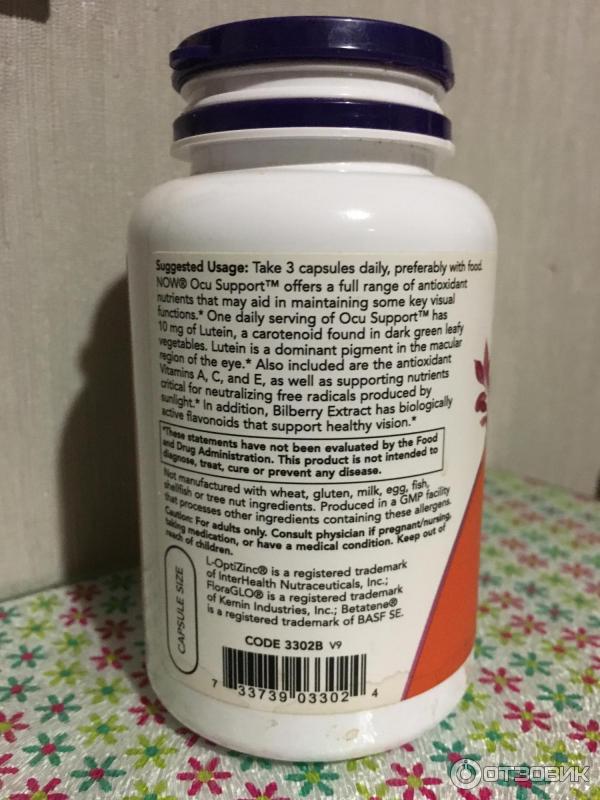 Suggested Usage: Take 3 capsules daily, preferably with food.
NOW® Ocu Support™ offers a full range of antioxidant
nutrients that may aid in maintaining some key visual
functions.* One daily serving of Ocu Support™ has
10 mg of Lutein, a carotenoid found in dark green leafy
vegetables. Lutein is a dominant pigment in the macular
region of the eye.* Also included are the antioxidant
Vitamins A, C, and E, as well as supporting nutrients
critical for neutralizing free radicals produced by
sunlight.* In addition, Bilberry Extract has biologically
active flavonoids that support healthy vision.*
*These statements have not been evaluated by the Food
and Drug Administration. This product is not intended to
diagnose, treat, cure or prevent any disease.
Not manufactured with wheat, gluten, milk, egg, fish,
shellfish or tree nut ingredients. Produced in a GMP facility
that processes other ingredients containing these allergens.
Caution: For adults only. Consult physician if pregnant/nursing,
taking medication, or have a medical condition. Keep out of
reach of children.
CAPSULE SIZE
L-OptiZinc® is a registered trademark
of InterHealth Nutraceuticals, Inc.;
FloraGLO® is a registered trademark
of Kemin Industries, Inc.; Betatene®
is a registered trademark of BASF SE.
CODE 3302B V9
7 33739 03302 4
ОТЗОВИК